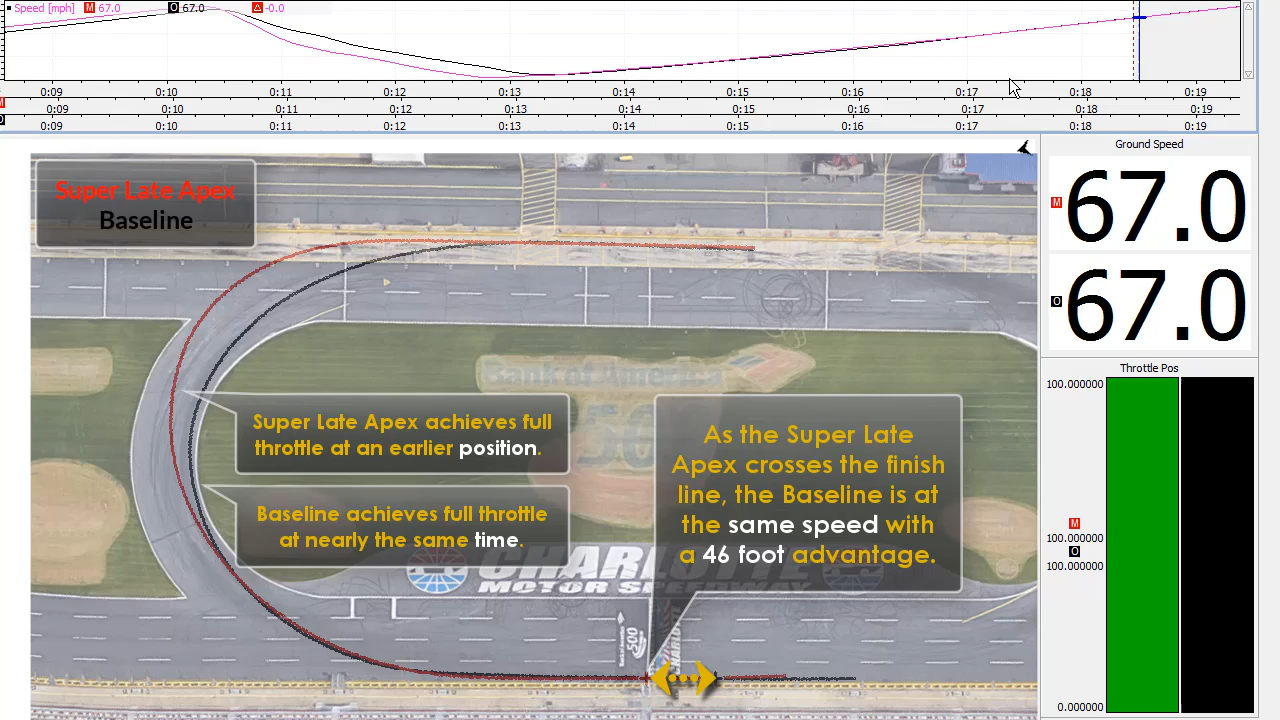 Speed [mph] M 67.0 O 67.0 Δ -0.0
0:09 0:10 0:11 0:12 0:13 0:14 0:15 0:16 0:17 0:18 0:19
M 0:09 0:10 0:11 0:12 0:13 0:14 0:15 0:16 0:17 0:18 0:19
O 0:09 0:10 0:11 0:12 0:13 0:14 0:15 0:16 0:17 0:18 0:19
Super Late Apex
Baseline
Bank of America
500
Super Late Apex achieves full
throttle at an earlier position.
Baseline achieves full throttle
at nearly the same time.
As the Super Late
Apex crosses the finish
line, the Baseline is at
the same speed with
a 46 foot advantage.
CHARLOTTE
MOTOR SPEEDWAY
500
Ground Speed
M 67.0
O 67.0
Throttle Pos
100.000000
M
100.000000
O
100.000000
0.000000